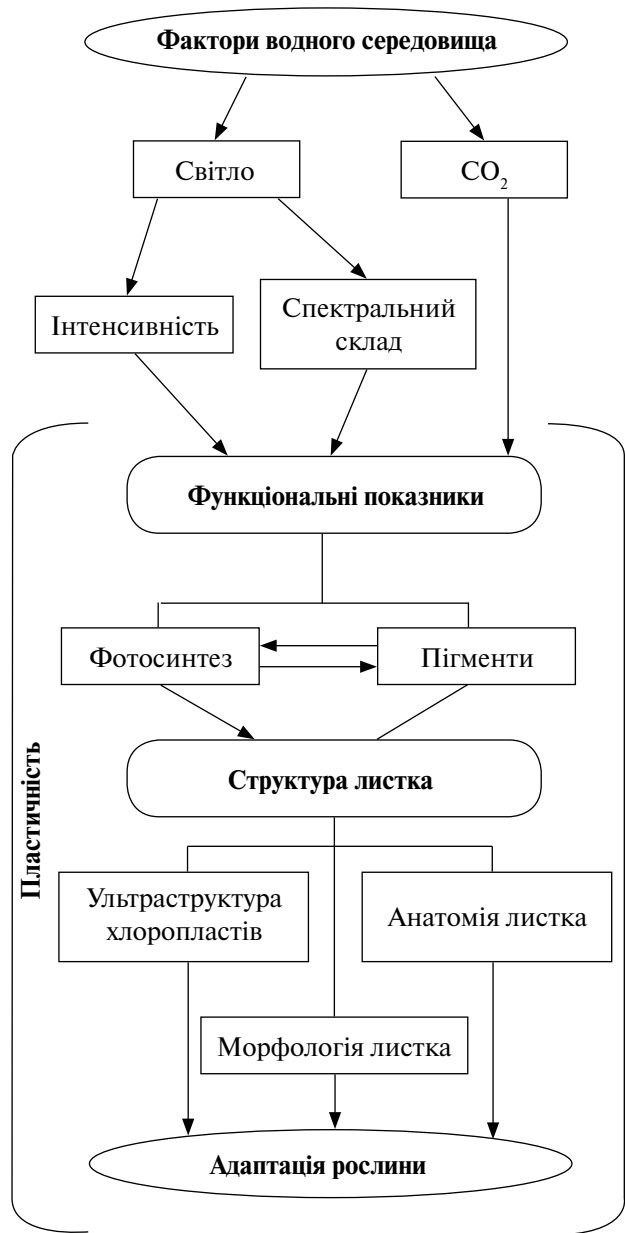 Фактори водного середовища
Світло
CO₂
Інтенсивність
Спектральний
склад
Функціональні показники
Фотосинтез
Пігменти
Структура листка
Пластичність
Ультраструктура
хлоропластів
Анатомія листка
Морфологія листка
Адаптація рослини